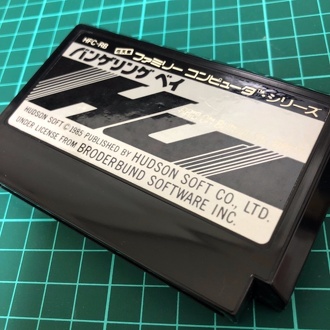 HFC-RB ファミリー コンピュータ™ シリーズ
バンゲリング ベイ
HUDSON SOFT © 1985 PUBLISHED BY HUDSON SOFT CO., LTD.
UNDER LICENSE FROM BRODERBUND SOFTWARE INC.